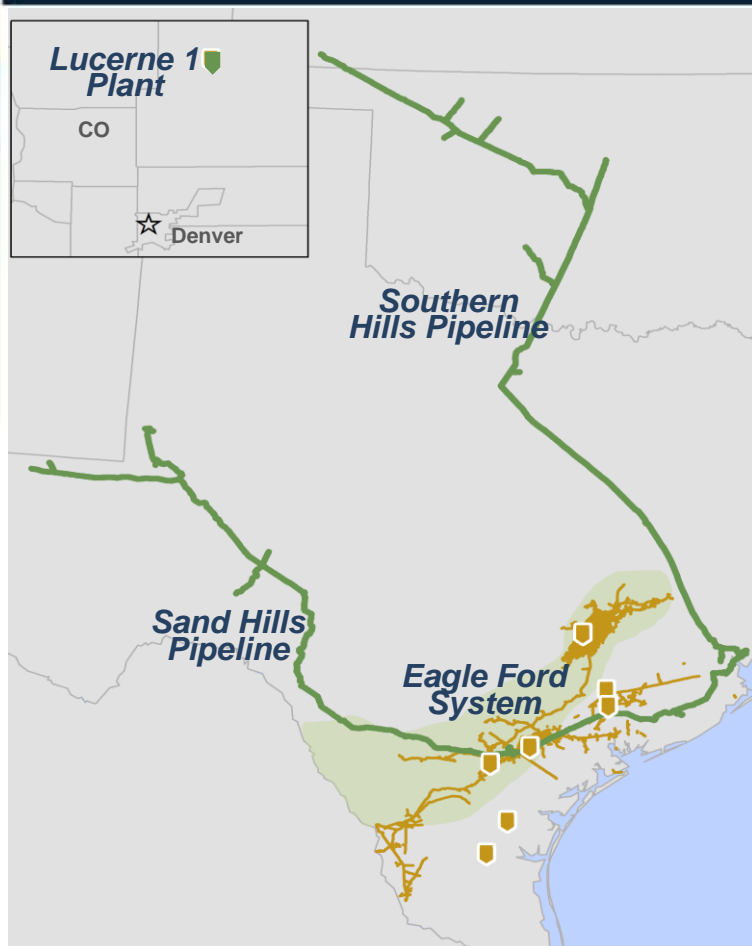 Lucerne 1
Plant
CO
Denver
Southern
Hills Pipeline
Sand Hills
Pipeline
Eagle Ford
System